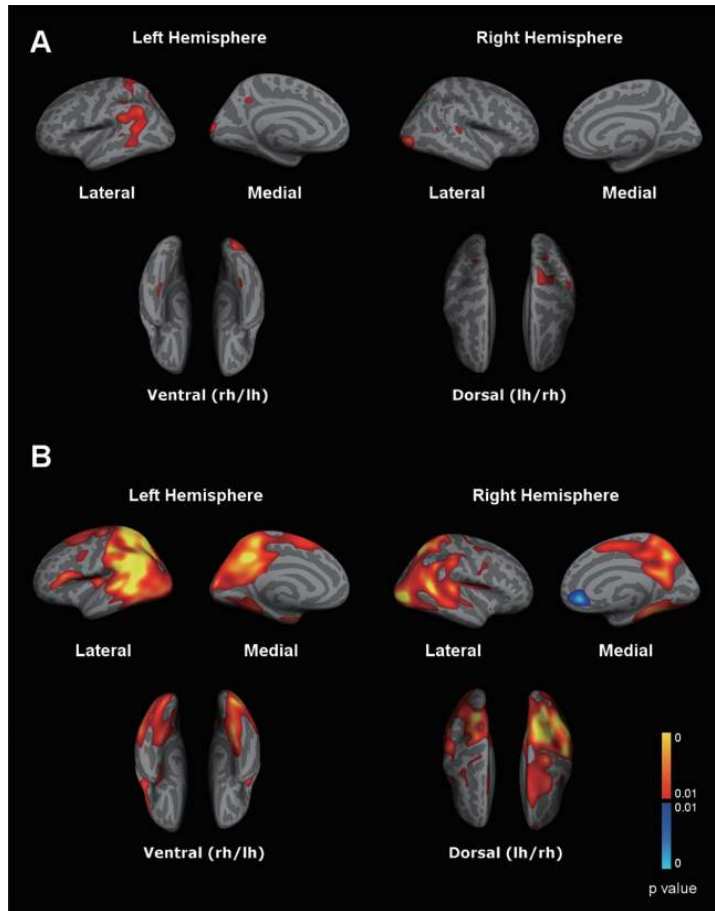 A
Left Hemisphere
Right Hemisphere
Lateral
Medial
Lateral
Medial
Ventral (rh/lh)
Dorsal (lh/rh)
B
Left Hemisphere
Right Hemisphere
Lateral
Medial
Lateral
Medial
Ventral (rh/lh)
Dorsal (lh/rh)
0
0.01
0.01
0
p value